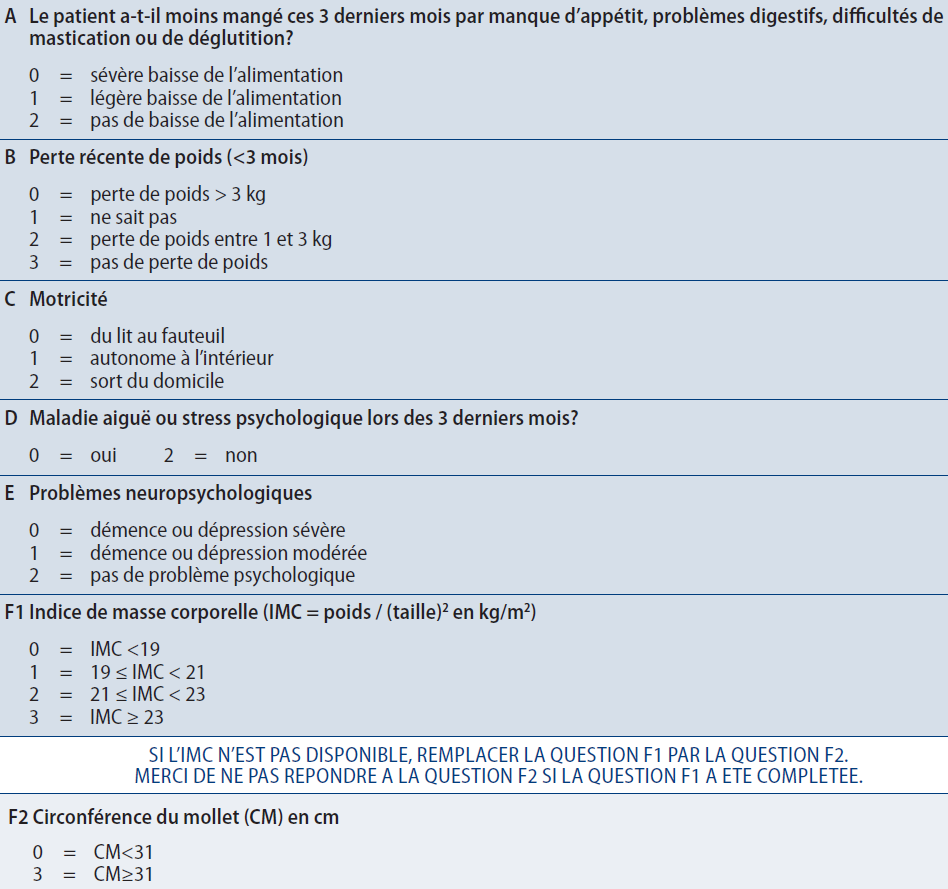 A Le patient a-t-il moins mangé ces 3 derniers mois par manque d'appétit, problèmes digestifs, difficultés de
mastication ou de déglutition?
0 = sévère baisse de l'alimentation
1 = légère baisse de l'alimentation
2 = pas de baisse de l'alimentation
B Perte récente de poids (<3 mois)
0 = perte de poids > 3 kg
1 = ne sait pas
2 = perte de poids entre 1 et 3 kg
3 = pas de perte de poids
C Motricité
0 = du lit au fauteuil
1 = autonome à l'intérieur
2 = sort du domicile
D Maladie aiguë ou stress psychologique lors des 3 derniers mois?
0 = oui 2 = non
E Problèmes neuropsychologiques
0 = démence ou dépression sévère
1 = démence ou dépression modérée
2 = pas de problème psychologique
F1 Indice de masse corporelle (IMC = poids / (taille)² en kg/m²)
0 = IMC <19
1 = 19 ≤ IMC < 21
2 = 21 ≤ IMC < 23
3 = IMC ≥ 23
SI L'IMC N'EST PAS DISPONIBLE, REMPLACER LA QUESTION F1 PAR LA QUESTION F2.
MERCI DE NE PAS REPONDRE A LA QUESTION F2 SI LA QUESTION F1 A ETE COMPLETEE.
F2 Circonférence du mollet (CM) en cm
0 = CM<31
3 = CM≥31